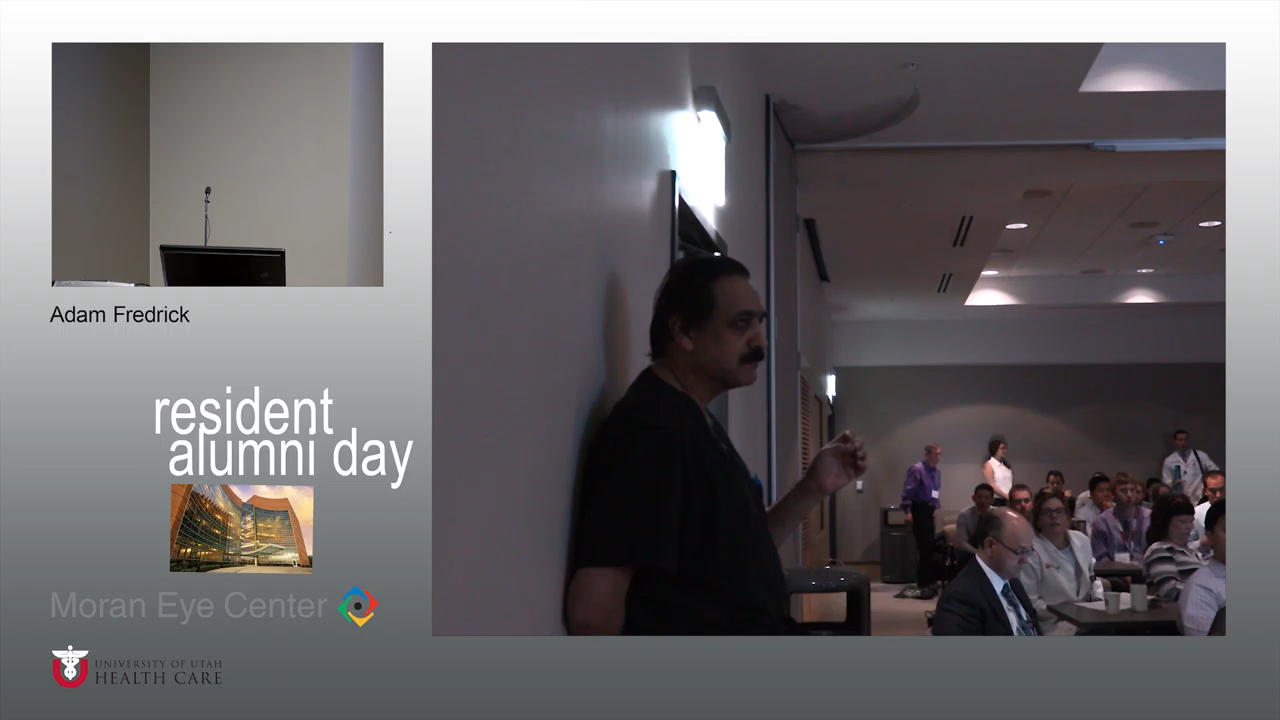 Adam Fredrick
resident
alumni day
Moran Eye Center
UNIVERSITY OF UTAH
HEALTH CARE